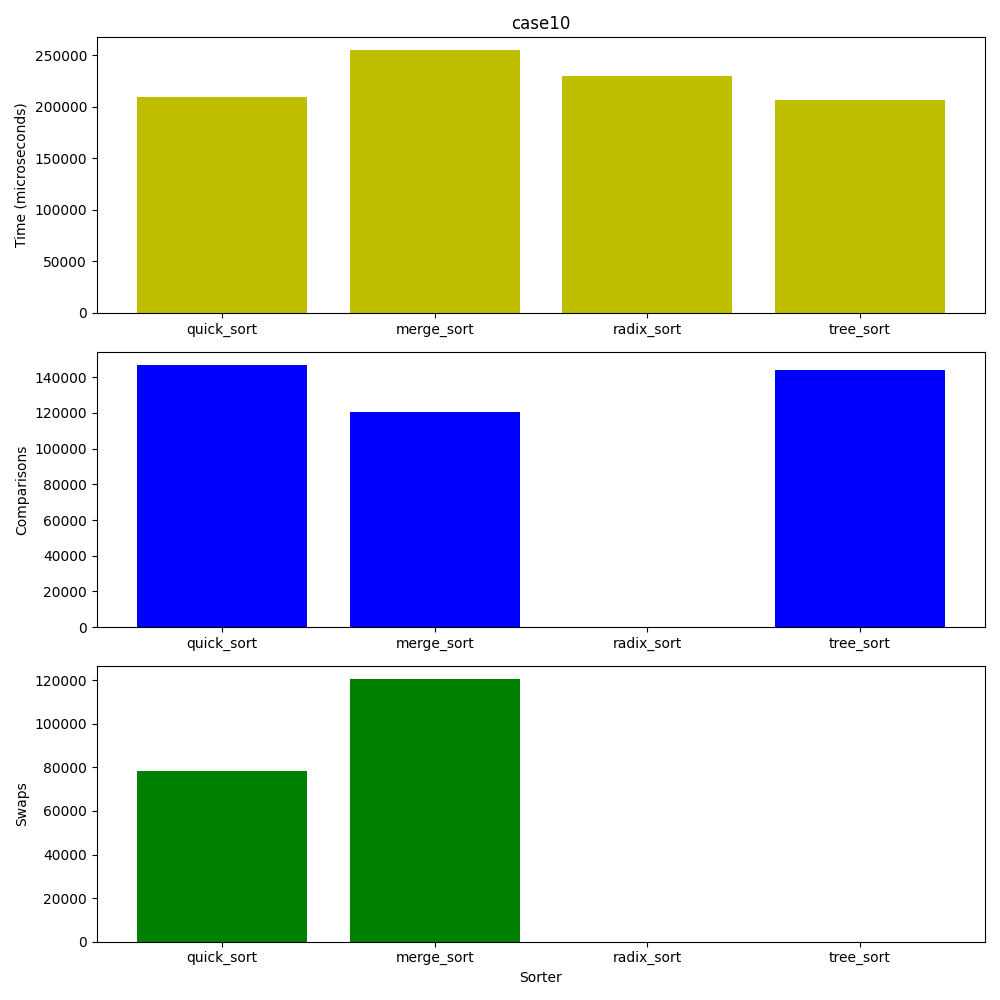 case10
Time (microseconds)
250000
200000
150000
100000
50000
0
quick_sort merge_sort radix_sort tree_sort
Comparisons
140000
120000
100000
80000
60000
40000
20000
0
quick_sort merge_sort radix_sort tree_sort
Swaps
120000
100000
80000
60000
40000
20000
0
quick_sort merge_sort radix_sort tree_sort
Sorter